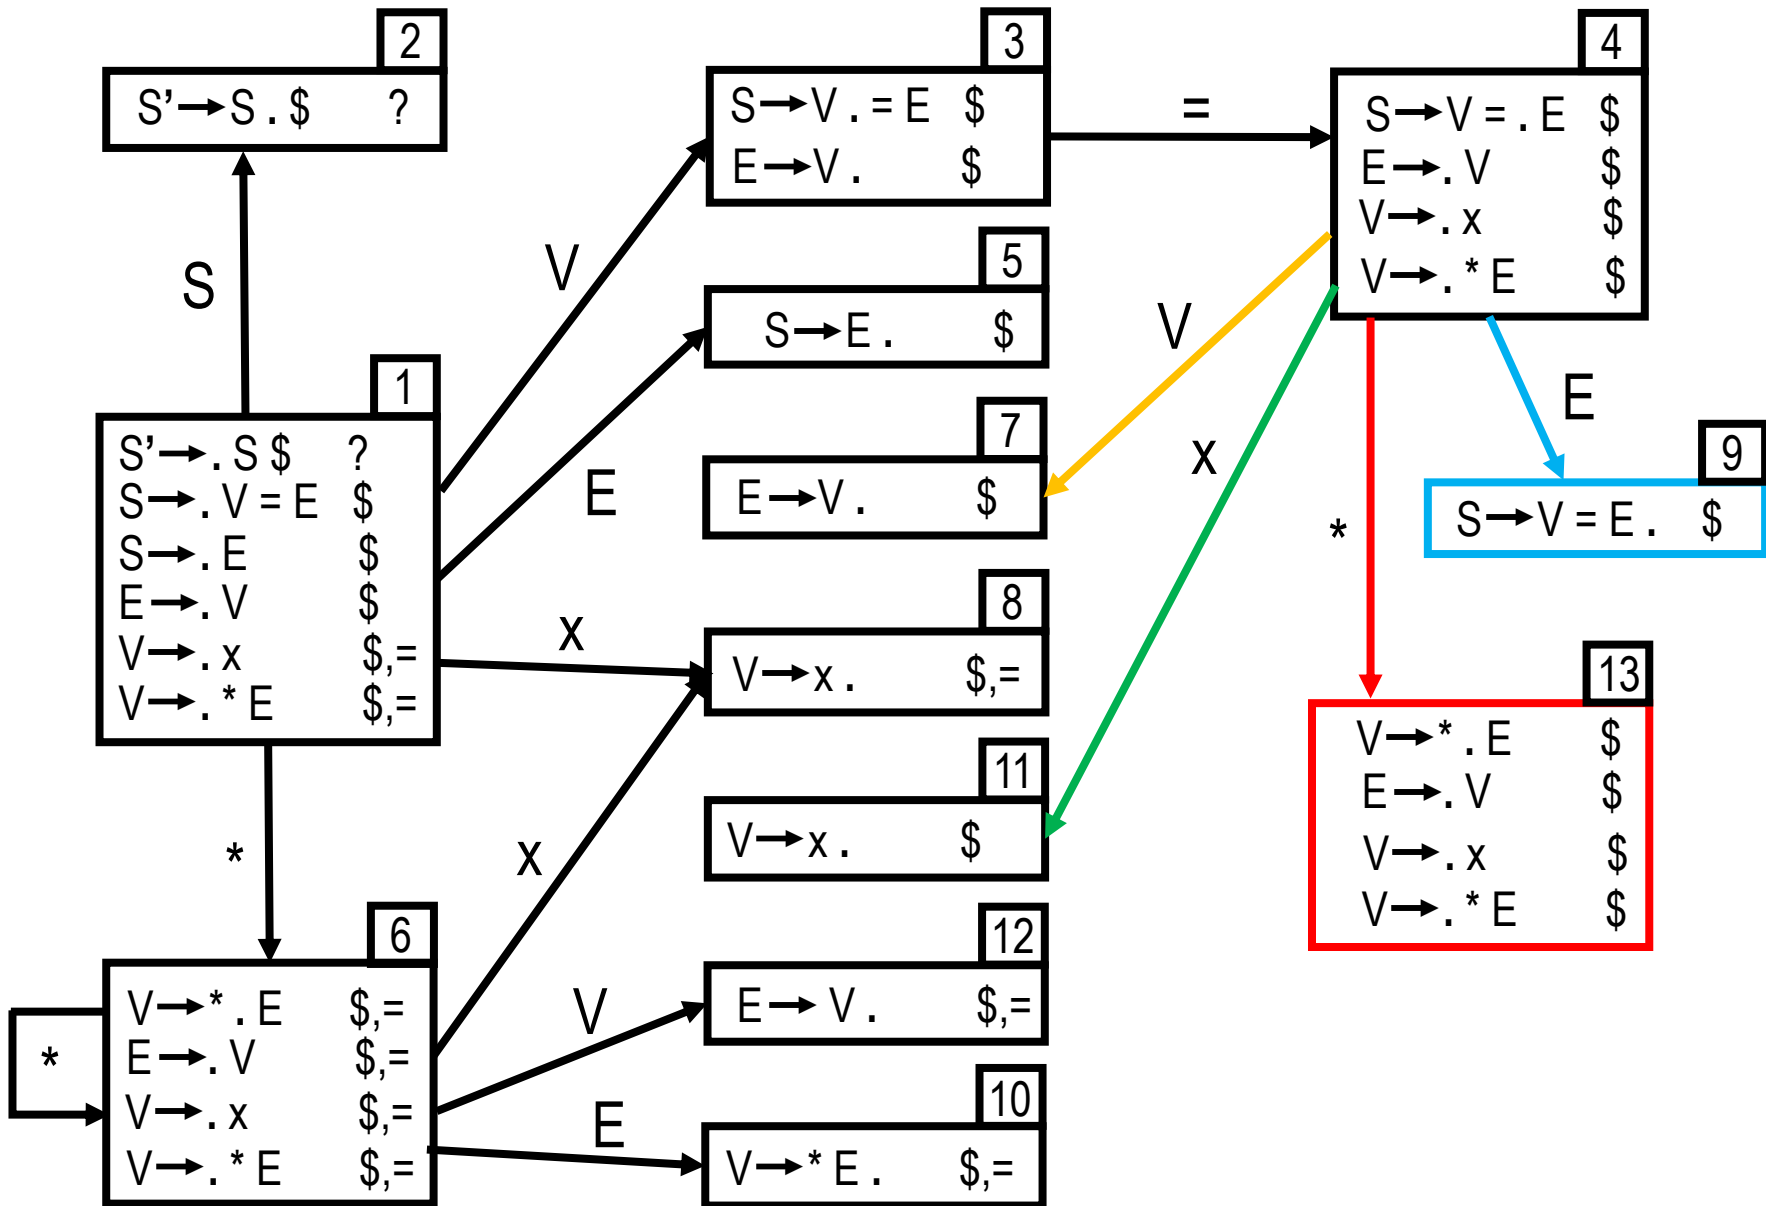 2
S’→S.$ ?
3
S→V.=E $
E→V. $
=
4
S→V=.E $
E→.V $
V→.x $
V→.*E $
S
V
5
S→E. $
V
E
1
S’→.S$ ?
S→.V=E $
S→.E $
E→.V $
V→.x $,=
V→.*E $,=
E
7
E→V. $
x
*
9
S→V=E. $
x
8
V→x. $,=
13
V→*.E $
E→.V $
V→.x $
V→.*E $
11
V→x. $
*
x
6
V→*.E $,=
E→.V $,=
V→.x $,=
V→.*E $,=
*
V
12
E→V. $,=
E
10
V→*E. $,=